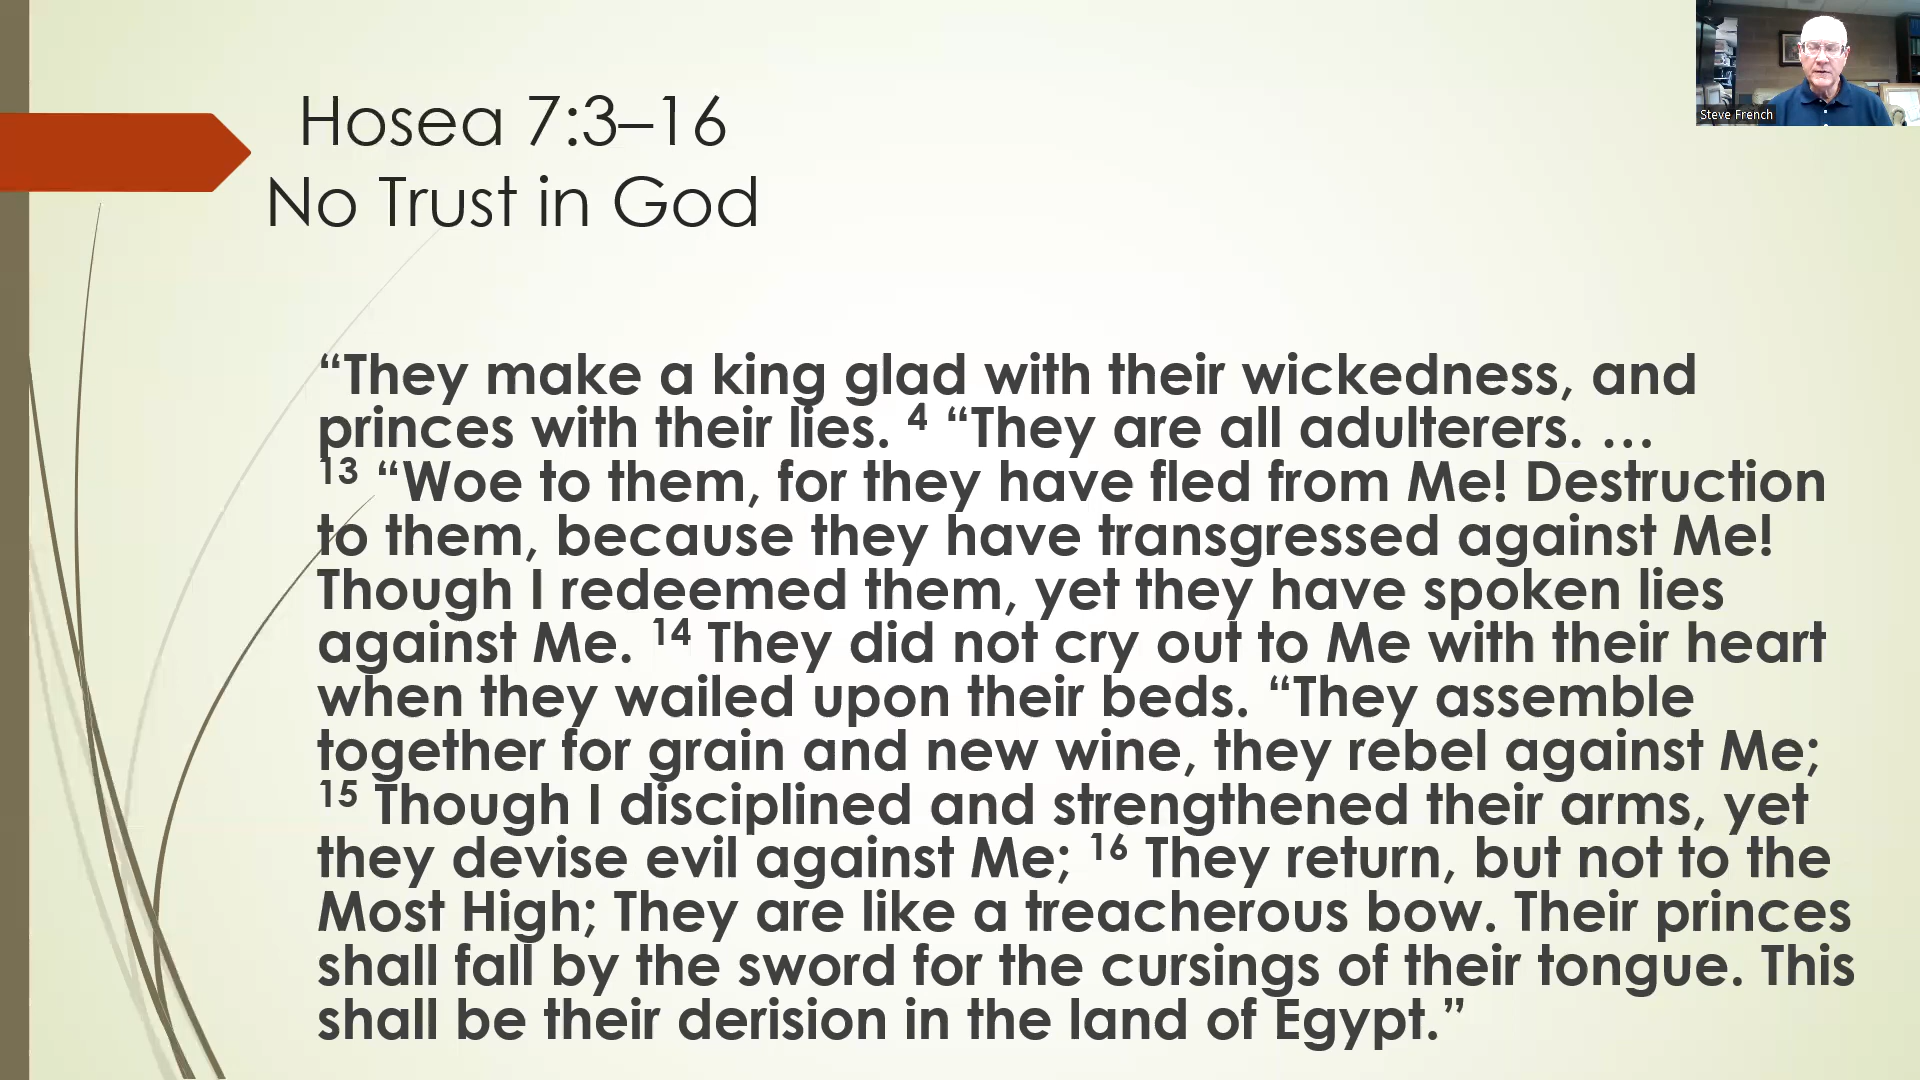 Hosea 7:3–16
No Trust in God
Steve French
“They make a king glad with their wickedness, and
princes with their lies. ⁴ “They are all adulterers. …
¹³ “Woe to them, for they have fled from Me! Destruction
to them, because they have transgressed against Me!
Though I redeemed them, yet they have spoken lies
against Me. ¹⁴ They did not cry out to Me with their heart
when they wailed upon their beds. “They assemble
together for grain and new wine, they rebel against Me;
¹⁵ Though I disciplined and strengthened their arms, yet
they devise evil against Me; ¹⁶ They return, but not to the
Most High; They are like a treacherous bow. Their princes
shall fall by the sword for the cursings of their tongue. This
shall be their derision in the land of Egypt.”